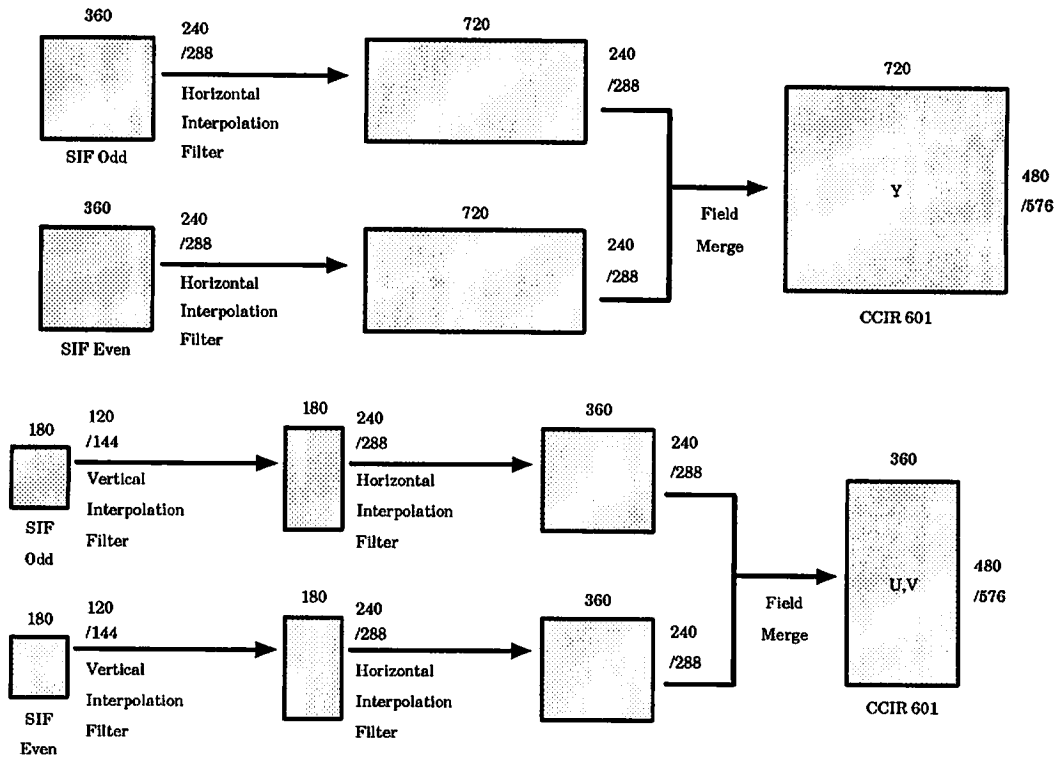 360
240
/288
Horizontal
Interpolation
Filter
SIF Odd
720
240
/288
360
240
/288
Horizontal
Interpolation
Filter
SIF Even
720
240
/288
Field
Merge
720
Y
480
/576
CCIR 601
180
120
/144
Vertical
Interpolation
Filter
SIF
Odd
180
240
/288
Horizontal
Interpolation
Filter
360
240
/288
180
120
/144
Vertical
Interpolation
Filter
SIF
Even
180
240
/288
Horizontal
Interpolation
Filter
360
240
/288
Field
Merge
360
U,V
480
/576
CCIR 601